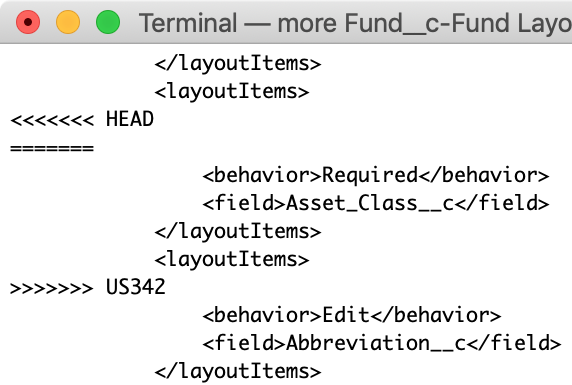 Terminal — more Fund__c-Fund Layo
</layoutItems>
<layoutItems>
<<<<<<< HEAD
=======
<behavior>Required</behavior>
<field>Asset_Class__c</field>
</layoutItems>
<layoutItems>
>>>>>>> US342
<behavior>Edit</behavior>
<field>Abbreviation__c</field>
</layoutItems>